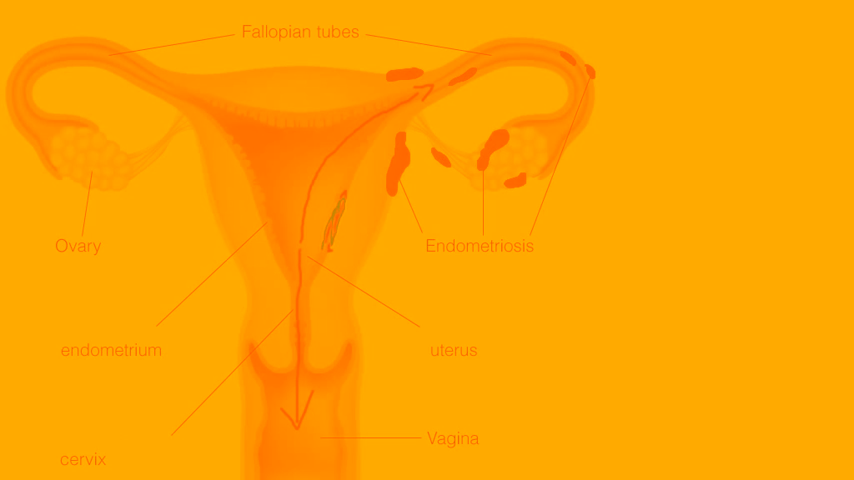 Fallopian tubes
Ovary
Endometriosis
endometrium
uterus
Vagina
cervix